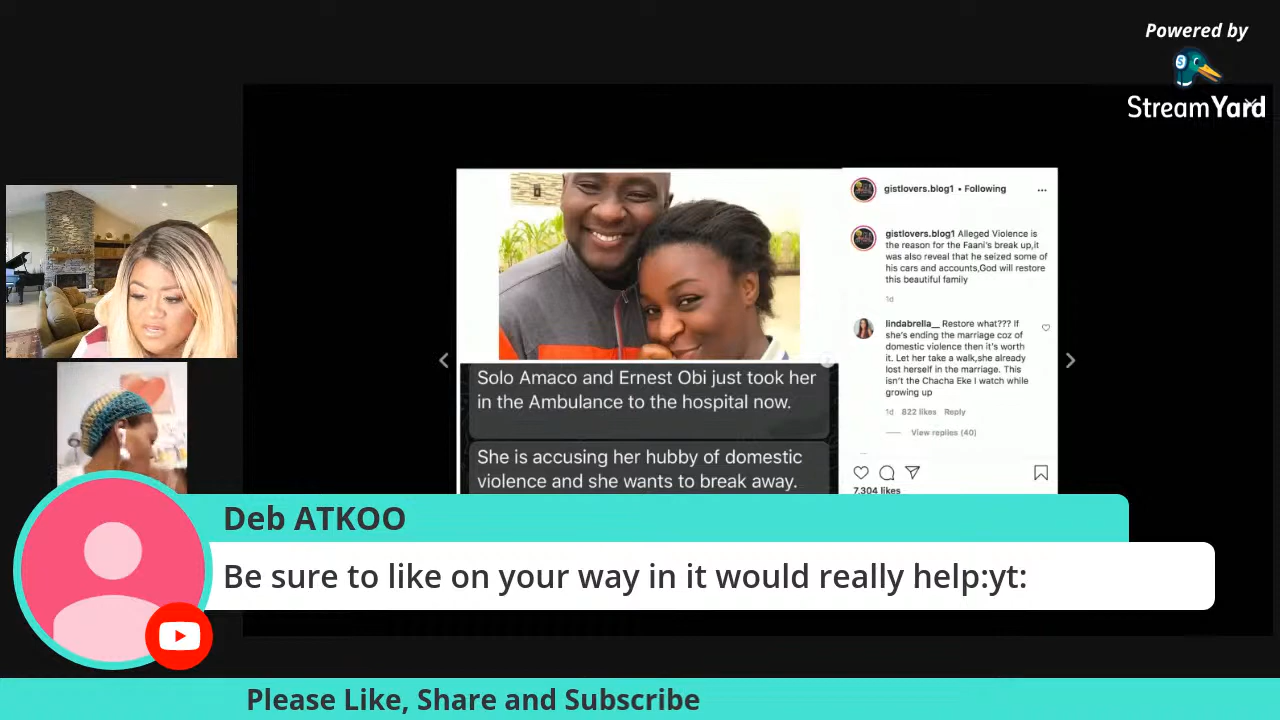 Powered by
StreamYard
gistlovers.blog1 • Following
gistlovers.blog1 Alleged Violence is
the reason for the Faani's break up,it
was also reveal that he seized some of
his cars and accounts,God will restore
this beautiful family
1d
lindabrella__ Restore what??? If
she's ending the marriage coz of
domestic violence then it's worth
it. Let her take a walk,she already
lost herself in the marriage. This
isn't the Chacha Eke I watch while
growing up
1d 822 likes Reply
View replies (40)
7,304 likes
Solo Amaco and Ernest Obi just took her
in the Ambulance to the hospital now.
She is accusing her hubby of domestic
violence and she wants to break away.
Deb ATKOO
Be sure to like on your way in it would really help:yt:
Please Like, Share and Subscribe